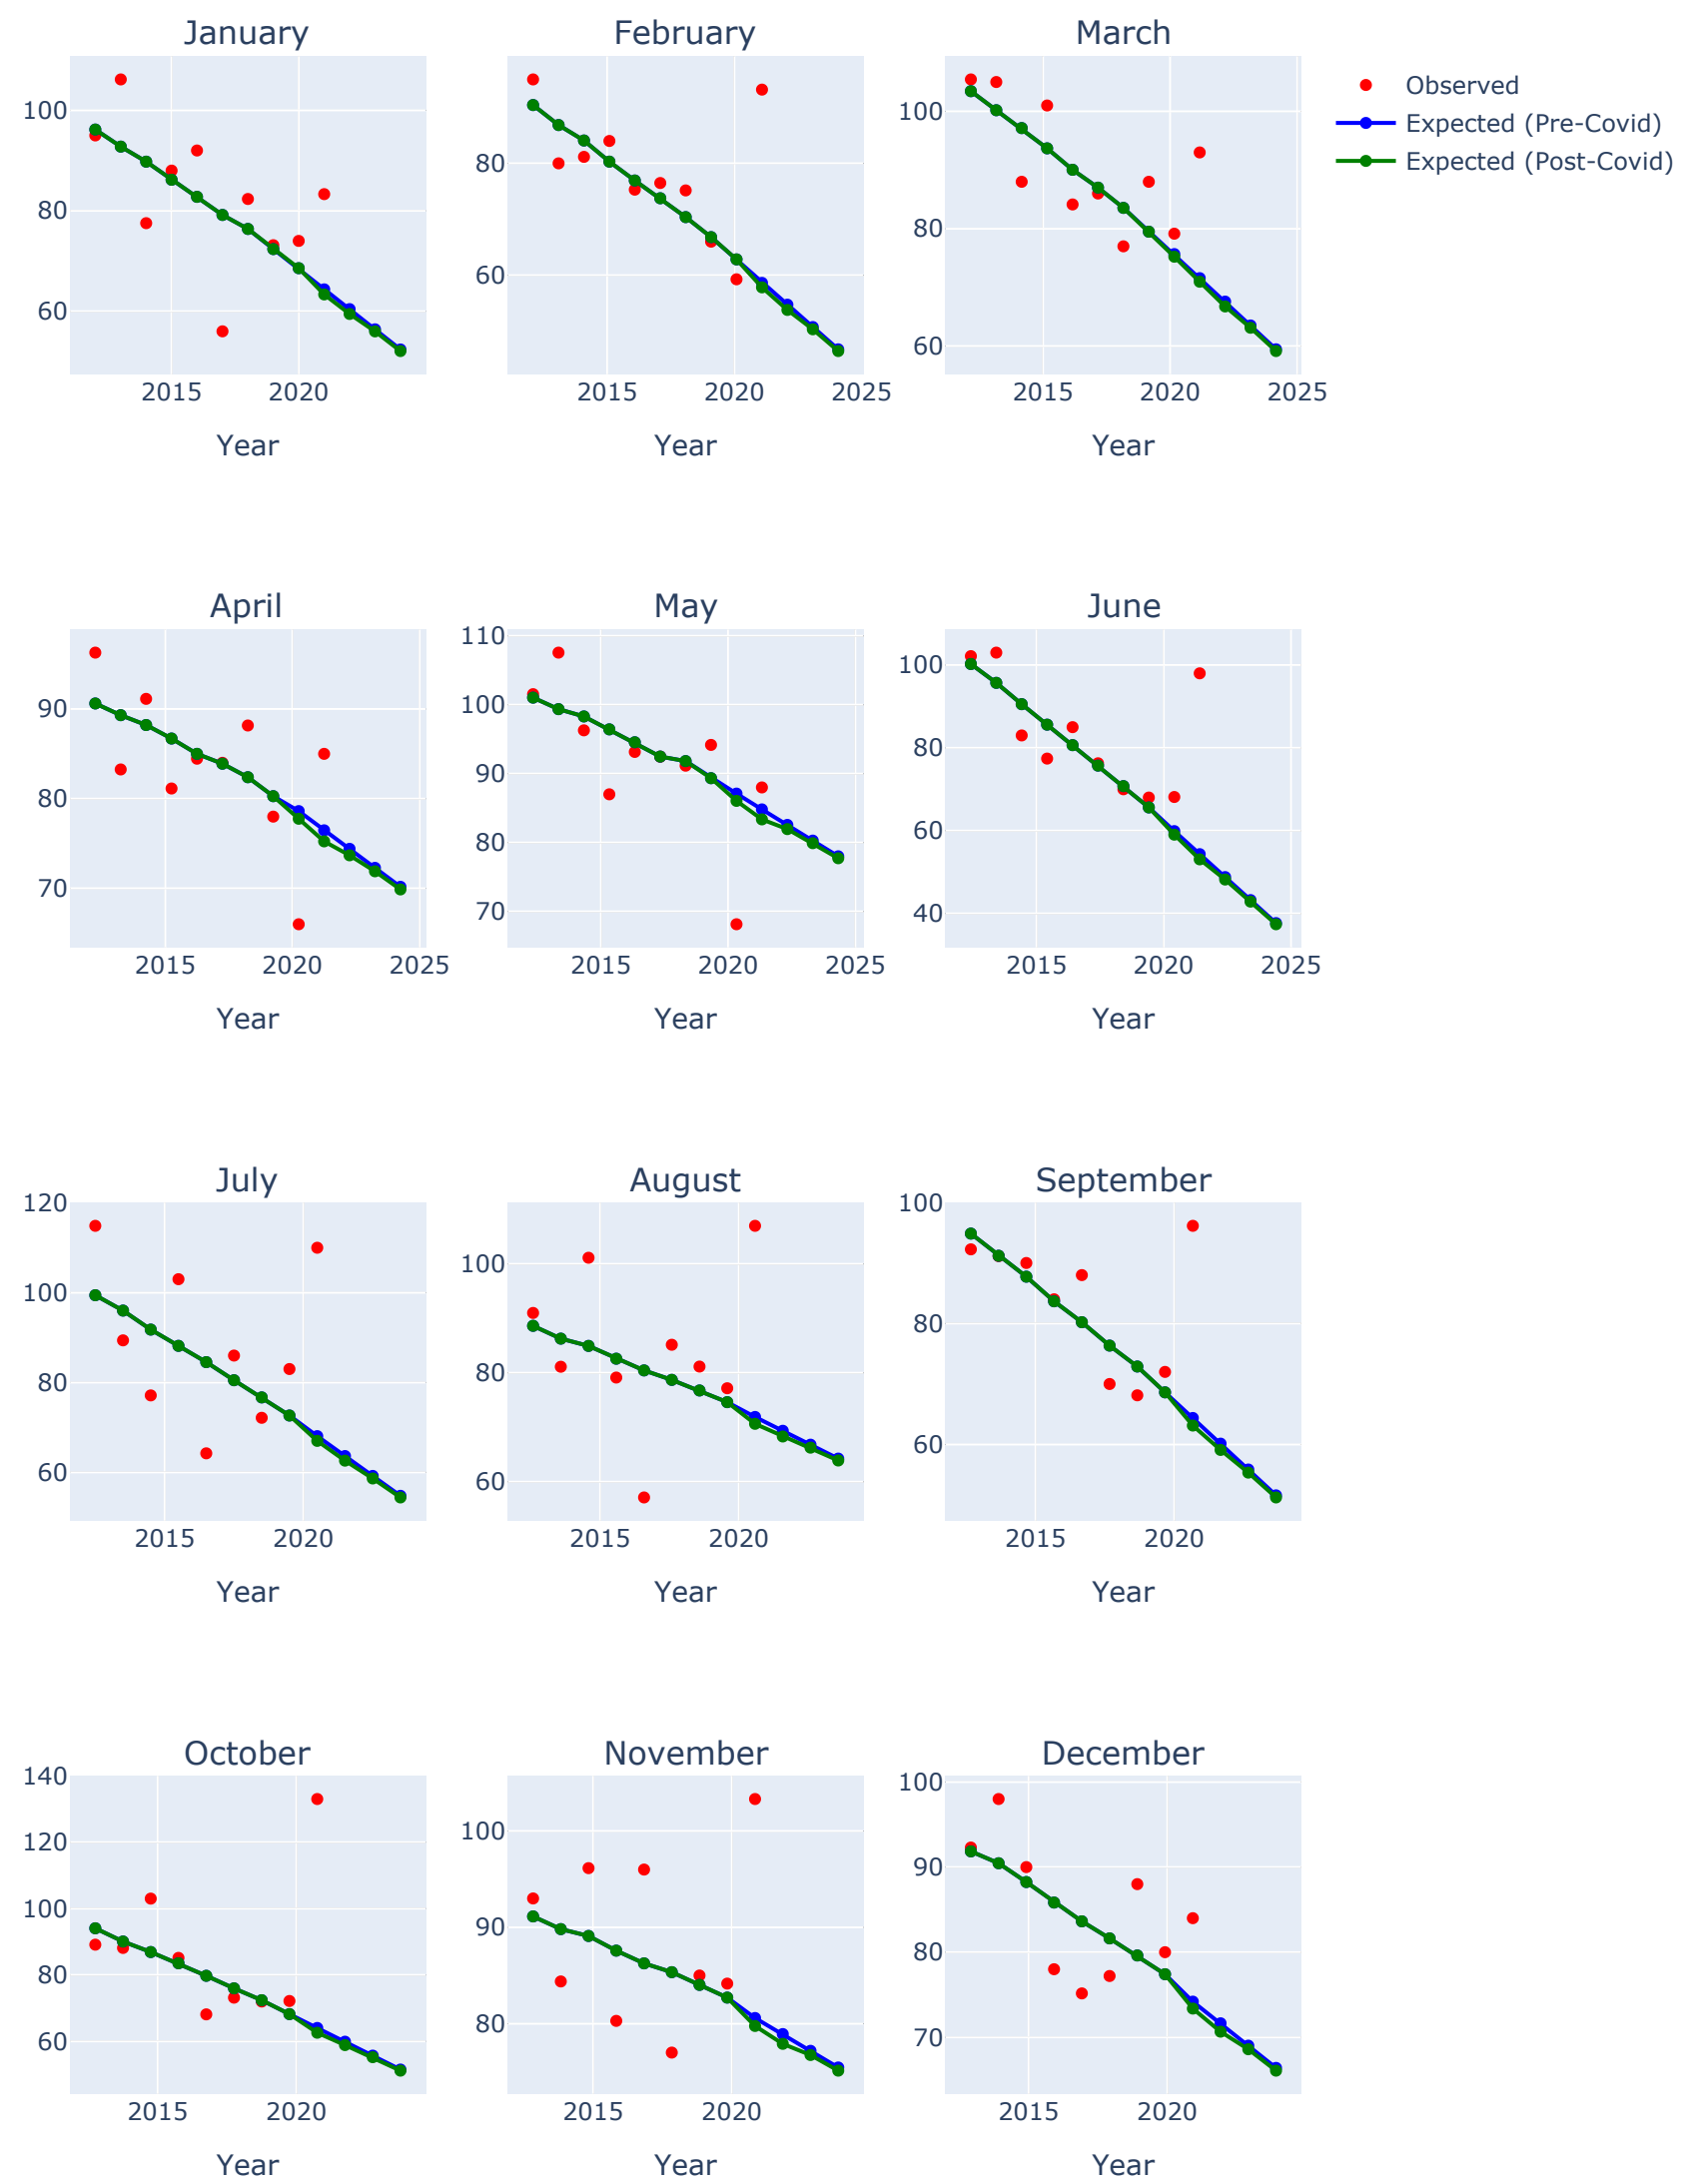 January February March
Observed
Expected (Pre-Covid)
Expected (Post-Covid)
100 80 60
80 60
100 80 60
2015 2020 2015 2020 2025 2015 2020 2025
Year Year Year
April May June
90 80 70
110 100 90 80 70
100 80 60 40
2015 2020 2025 2015 2020 2025 2015 2020 2025
Year Year Year
July August September
120 100 80 60
100 80 60
100 80 60
2015 2020 2015 2020 2015 2020
Year Year Year
October November December
140 120 100 80 60
100 90 80
100 90 80 70
2015 2020 2015 2020 2015 2020
Year Year Year